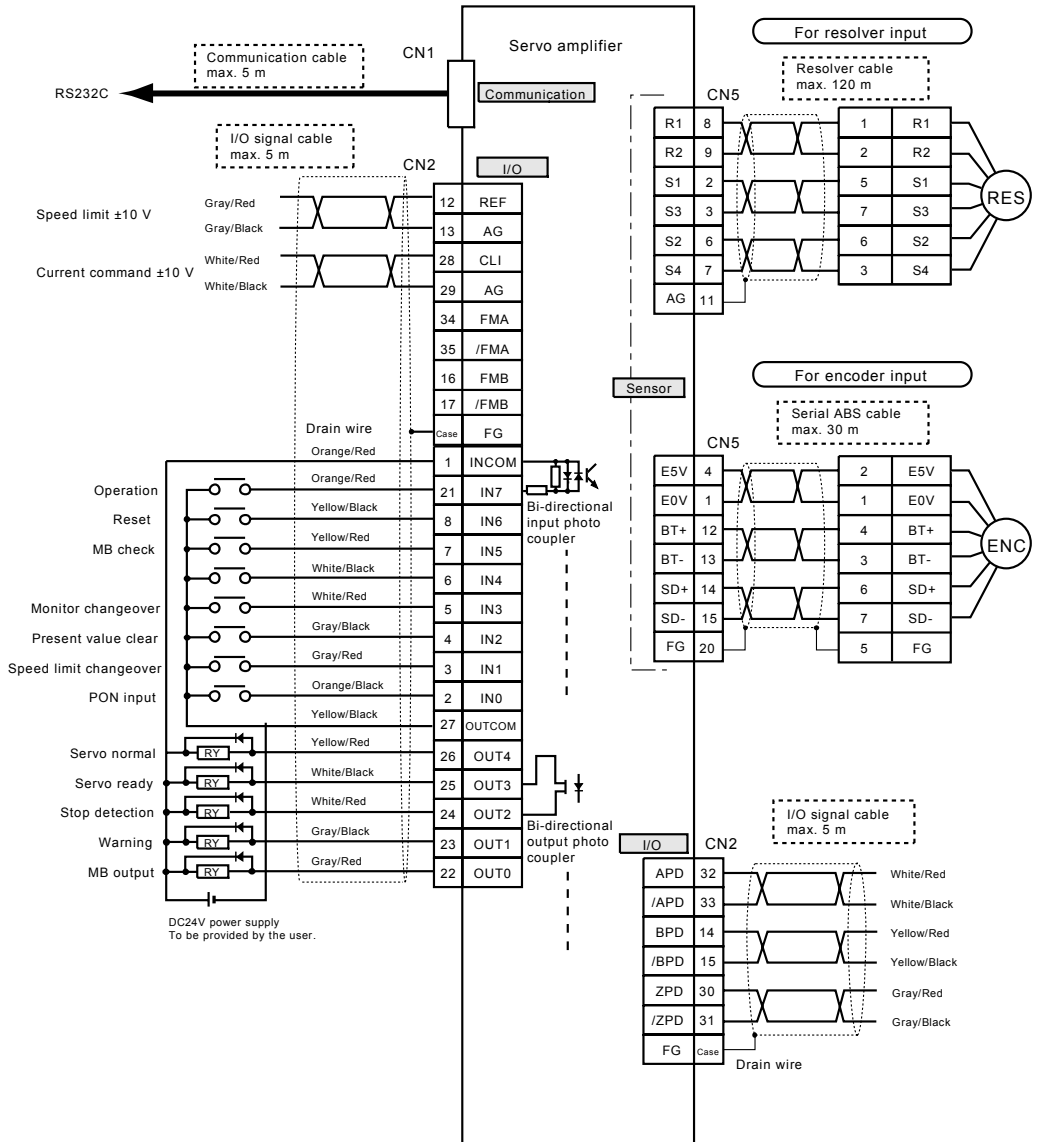 Servo amplifier
CN1
Communication cable
max. 5 m
RS232C
Communication
I/O signal cable
max. 5 m
CN2
I/O
Speed limit ±10 V
Gray/Red 12 REF
Gray/Black 13 AG
Current command ±10 V
White/Red 28 CLI
White/Black 29 AG
34 FMA
35 /FMA
16 FMB
17 /FMB
Drain wire Case FG
Orange/Red 1 INCOM
Operation Orange/Red 21 IN7
Reset Yellow/Black 8 IN6
MB check Yellow/Red 7 IN5
White/Black 6 IN4
Monitor changeover White/Red 5 IN3
Present value clear Gray/Black 4 IN2
Speed limit changeover Gray/Red 3 IN1
PON input Orange/Black 2 IN0
Yellow/Black 27 OUTCOM
Servo normal RY Yellow/Red 26 OUT4
Servo ready RY White/Black 25 OUT3
Stop detection RY White/Red 24 OUT2
Warning RY Gray/Black 23 OUT1
MB output RY Gray/Red 22 OUT0
DC24V power supply
To be provided by the user.
Bi-directional
input photo
coupler
Bi-directional
output photo
coupler
For resolver input
Resolver cable
max. 120 m
CN5
R1 8 1 R1
R2 9 2 R2
S1 2 5 S1
S3 3 7 S3
S2 6 6 S2
S4 7 3 S4
AG 11
RES
Sensor
For encoder input
Serial ABS cable
max. 30 m
CN5
E5V 4 2 E5V
E0V 1 1 E0V
BT+ 12 4 BT+
BT- 13 3 BT-
SD+ 14 6 SD+
SD- 15 7 SD-
FG 20 5 FG
ENC
I/O signal cable
max. 5 m
I/O
CN2
APD 32 White/Red
/APD 33 White/Black
BPD 14 Yellow/Red
/BPD 15 Yellow/Black
ZPD 30 Gray/Red
/ZPD 31 Gray/Black
FG Case
Drain wire